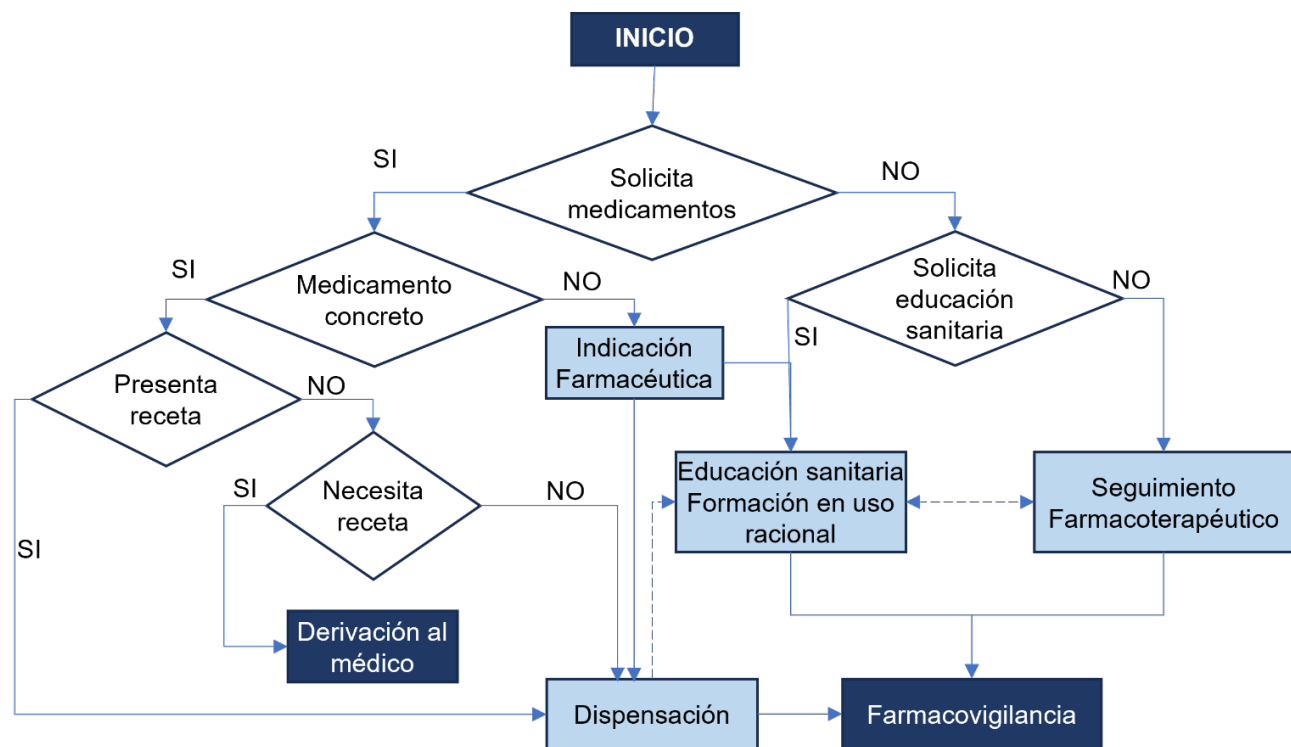 INICIO
SI
Solicita
medicamentos
NO
SI
Medicamento
concreto
NO
Solicita
educación
sanitaria
NO
SI
Indicación
Farmacéutica
Presenta
receta
NO
SI
Necesita
receta
NO
Educación sanitaria
Formación en uso
racional
Seguimiento
Farmacoterapéutico
SI
Derivación al
médico
Dispensación
Farmacovigilancia